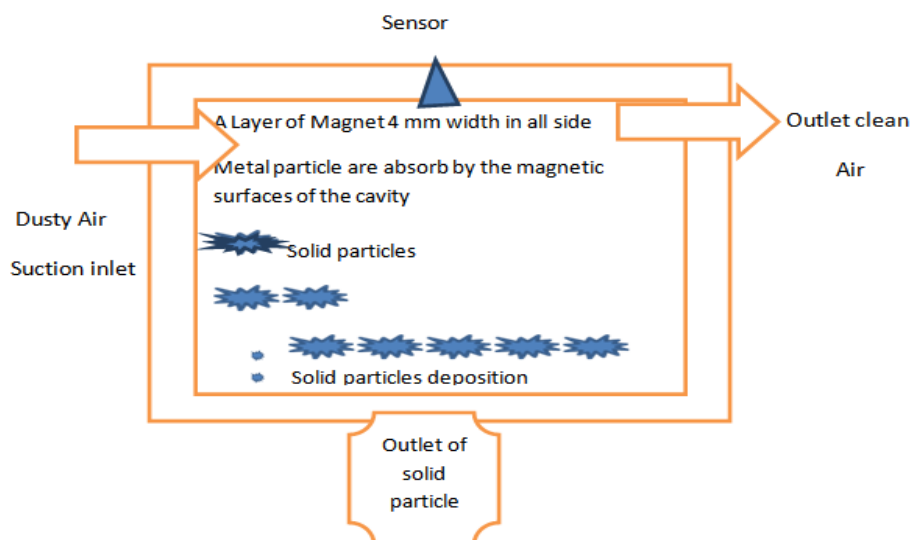 Sensor
A Layer of Magnet 4 mm width in all side
Outlet clean
Air
Metal particle are absorb by the magnetic
surfaces of the cavity
Dusty Air
Suction inlet
Solid particles
Solid particles deposition
Outlet of
solid
particle